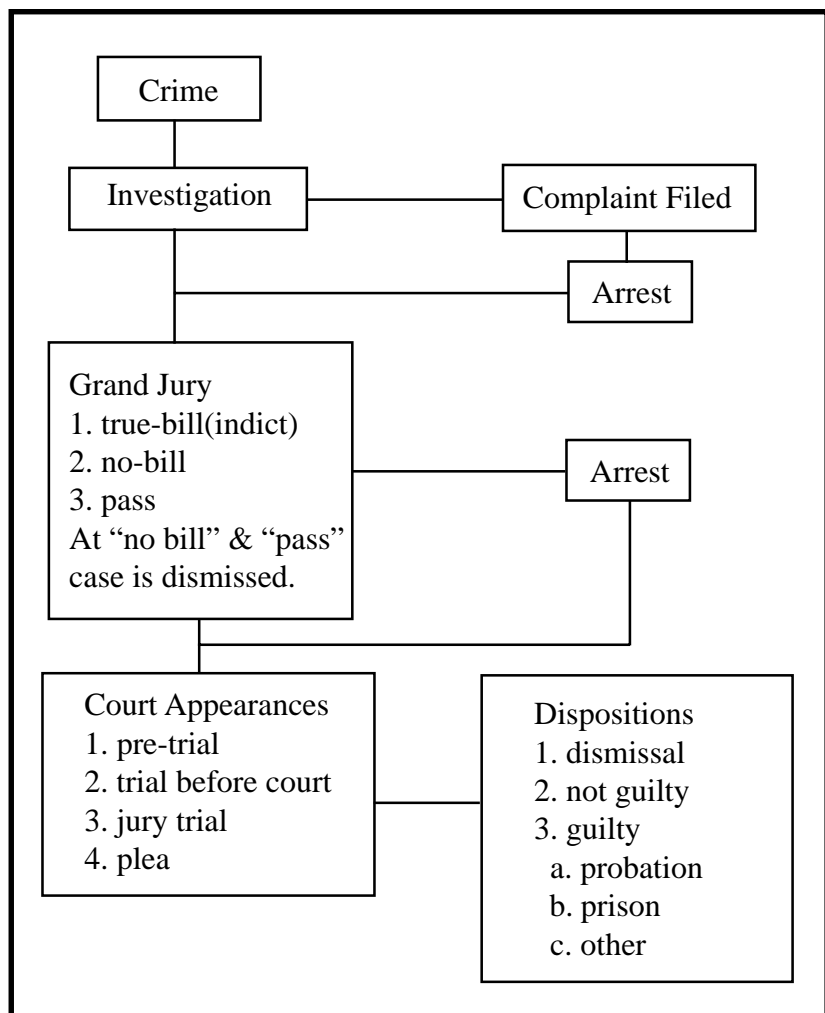 Crime
Investigation
Complaint Filed
Arrest
Grand Jury
1. true-bill(indict)
2. no-bill
3. pass
At “no bill” & “pass”
case is dismissed.
Arrest
Court Appearances
1. pre-trial
2. trial before court
3. jury trial
4. plea
Dispositions
1. dismissal
2. not guilty
3. guilty
a. probation
b. prison
c. other